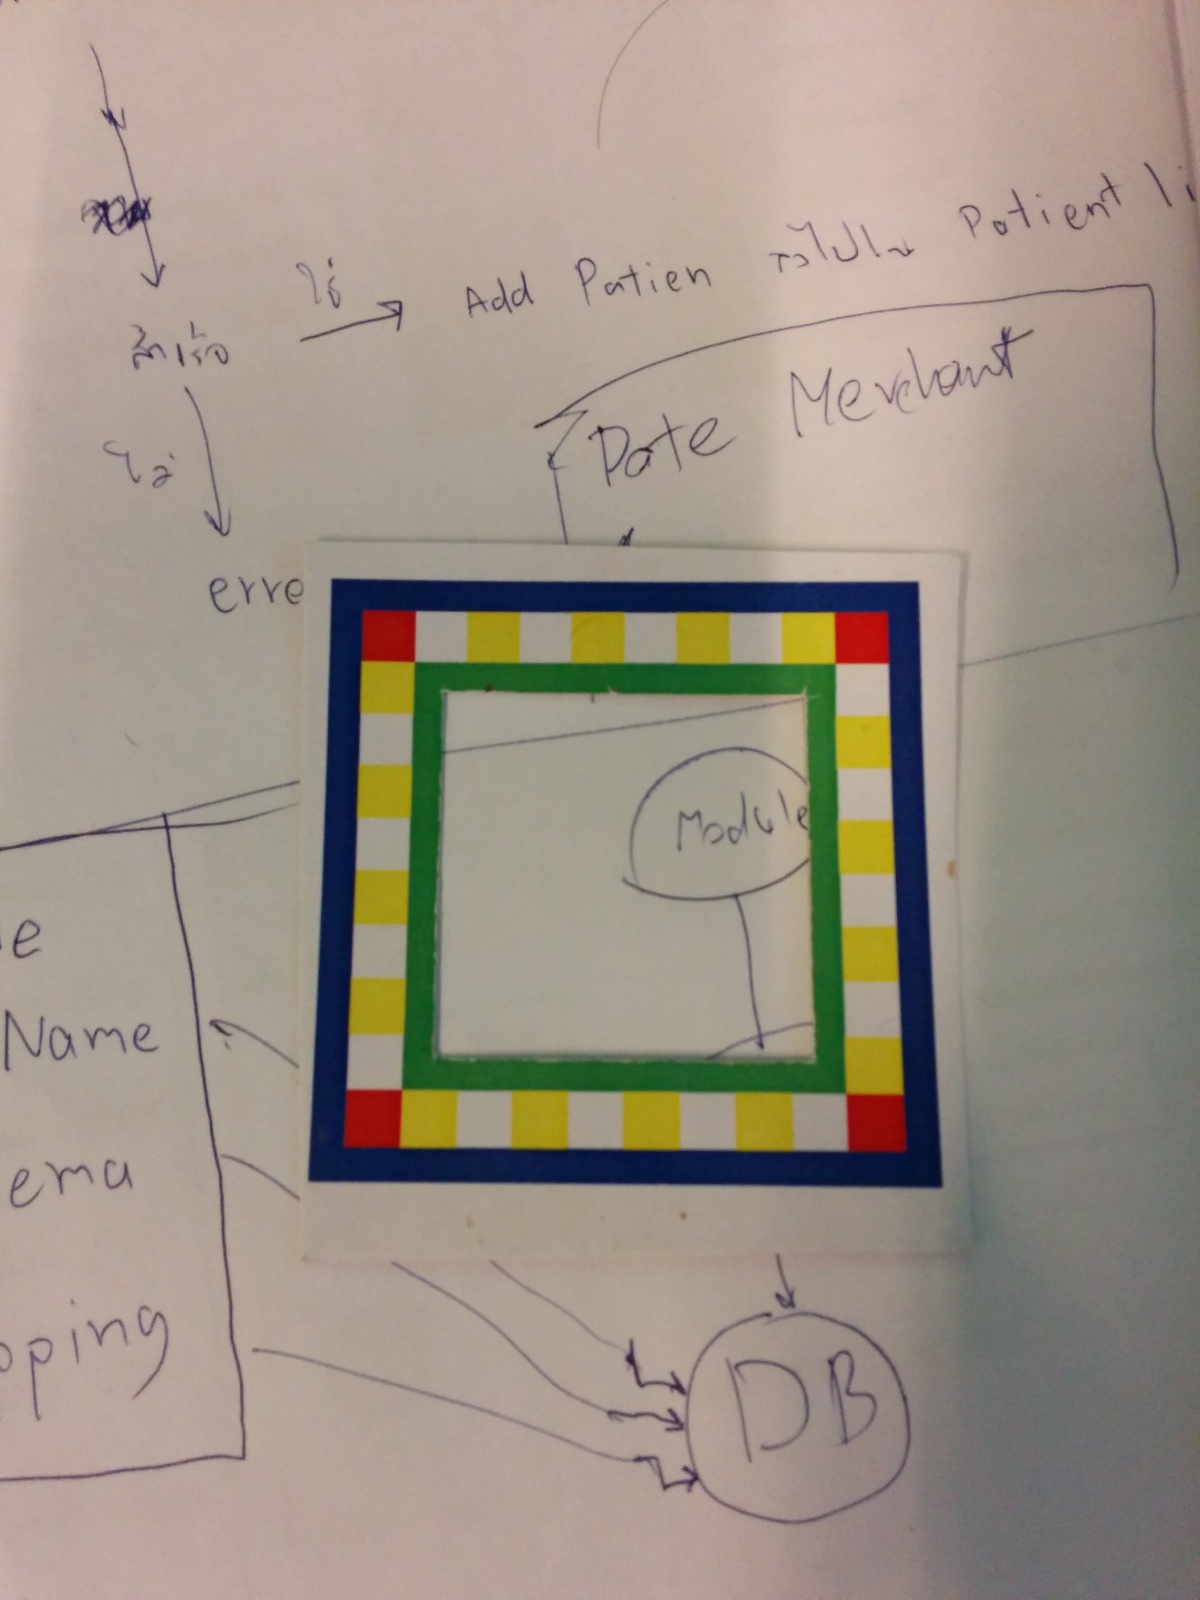 ใช่
Add Patien ลงไปใน Patient li
สำเร็จ
Date Merchant
ไม่
erro
Module
e
Name
ema
pping
DB